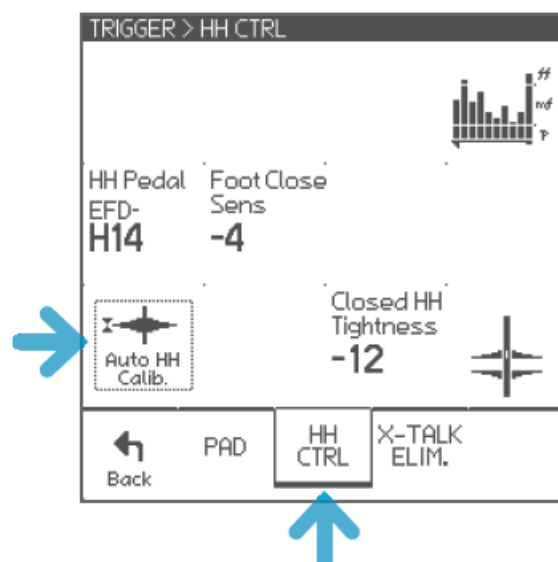 TRIGGER > HH CTRL
ff
mf
P
HH Pedal
EFD-
H14
Foot Close
Sens
-4
Auto HH
Calib.
Closed HH
Tightness
-12
Back
PAD
HH
CTRL
X-TALK
ELIM.